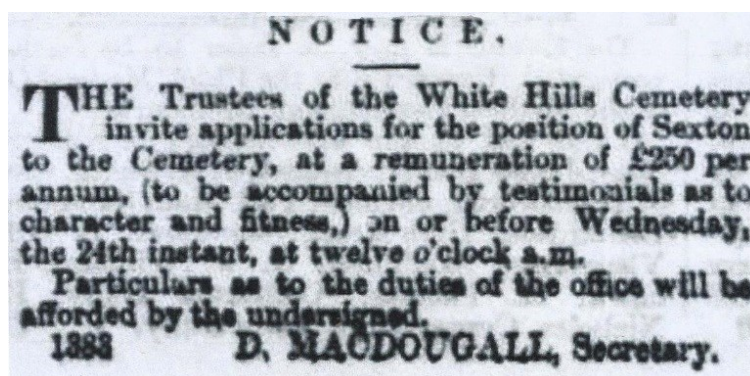 NOTICE.
THE Trustees of the White Hills Cemetery
invite applications for the position of Sexton
to the Cemetery, at a remuneration of £250 per
annum, (to be accompanied by testimonials as to
character and fitness,) on or before Wednesday,
the 24th instant, at twelve o'clock a.m.
Particulars as to the duties of the office will be
afforded by the undersigned.
1383 D. MACDOUGALL, Secretary.